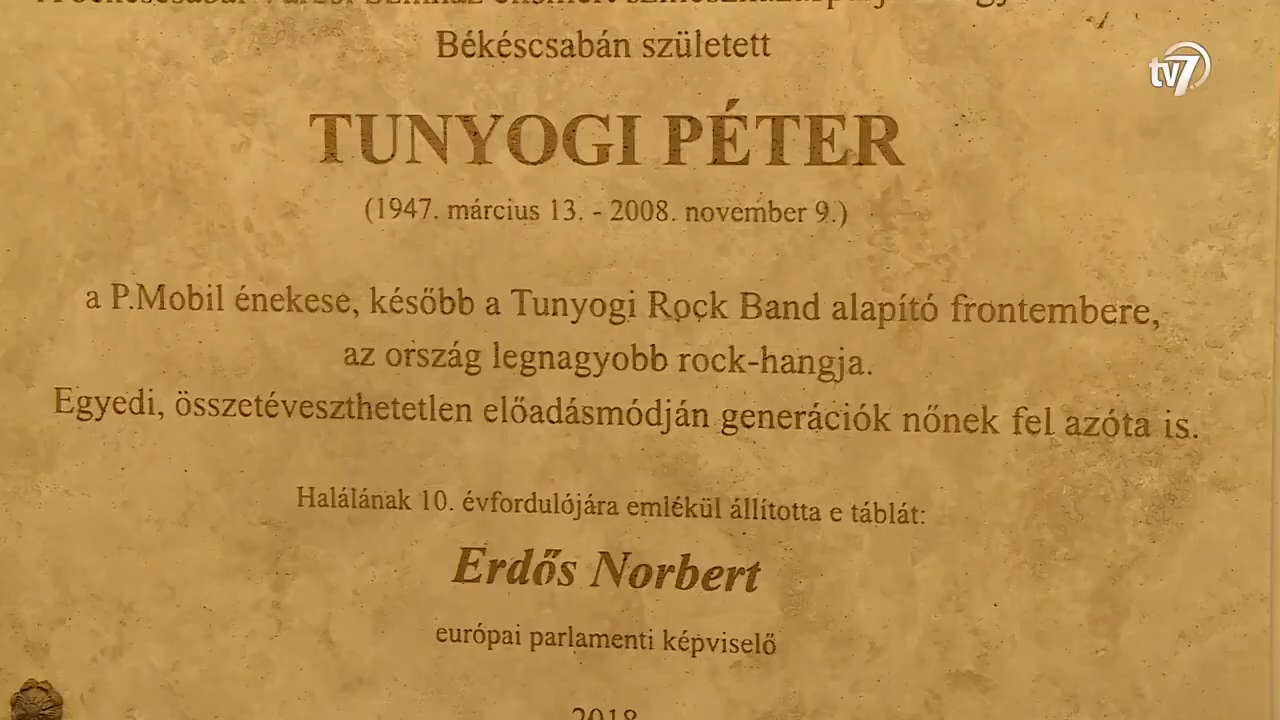 Békéscsabán született
tv7
TUNYOGI PÉTER
(1947. március 13. - 2008. november 9.)
a P.Mobil énekese, később a Tunyogi Rock Band alapító frontembere,
az ország legnagyobb rock-hangja.
Egyedi, összetéveszthetetlen előadásmódján generációk nőnek fel azóta is.
Halálának 10. évfordulójára emlékül állította e táblát:
Erdős Norbert
európai parlamenti képviselő
2018